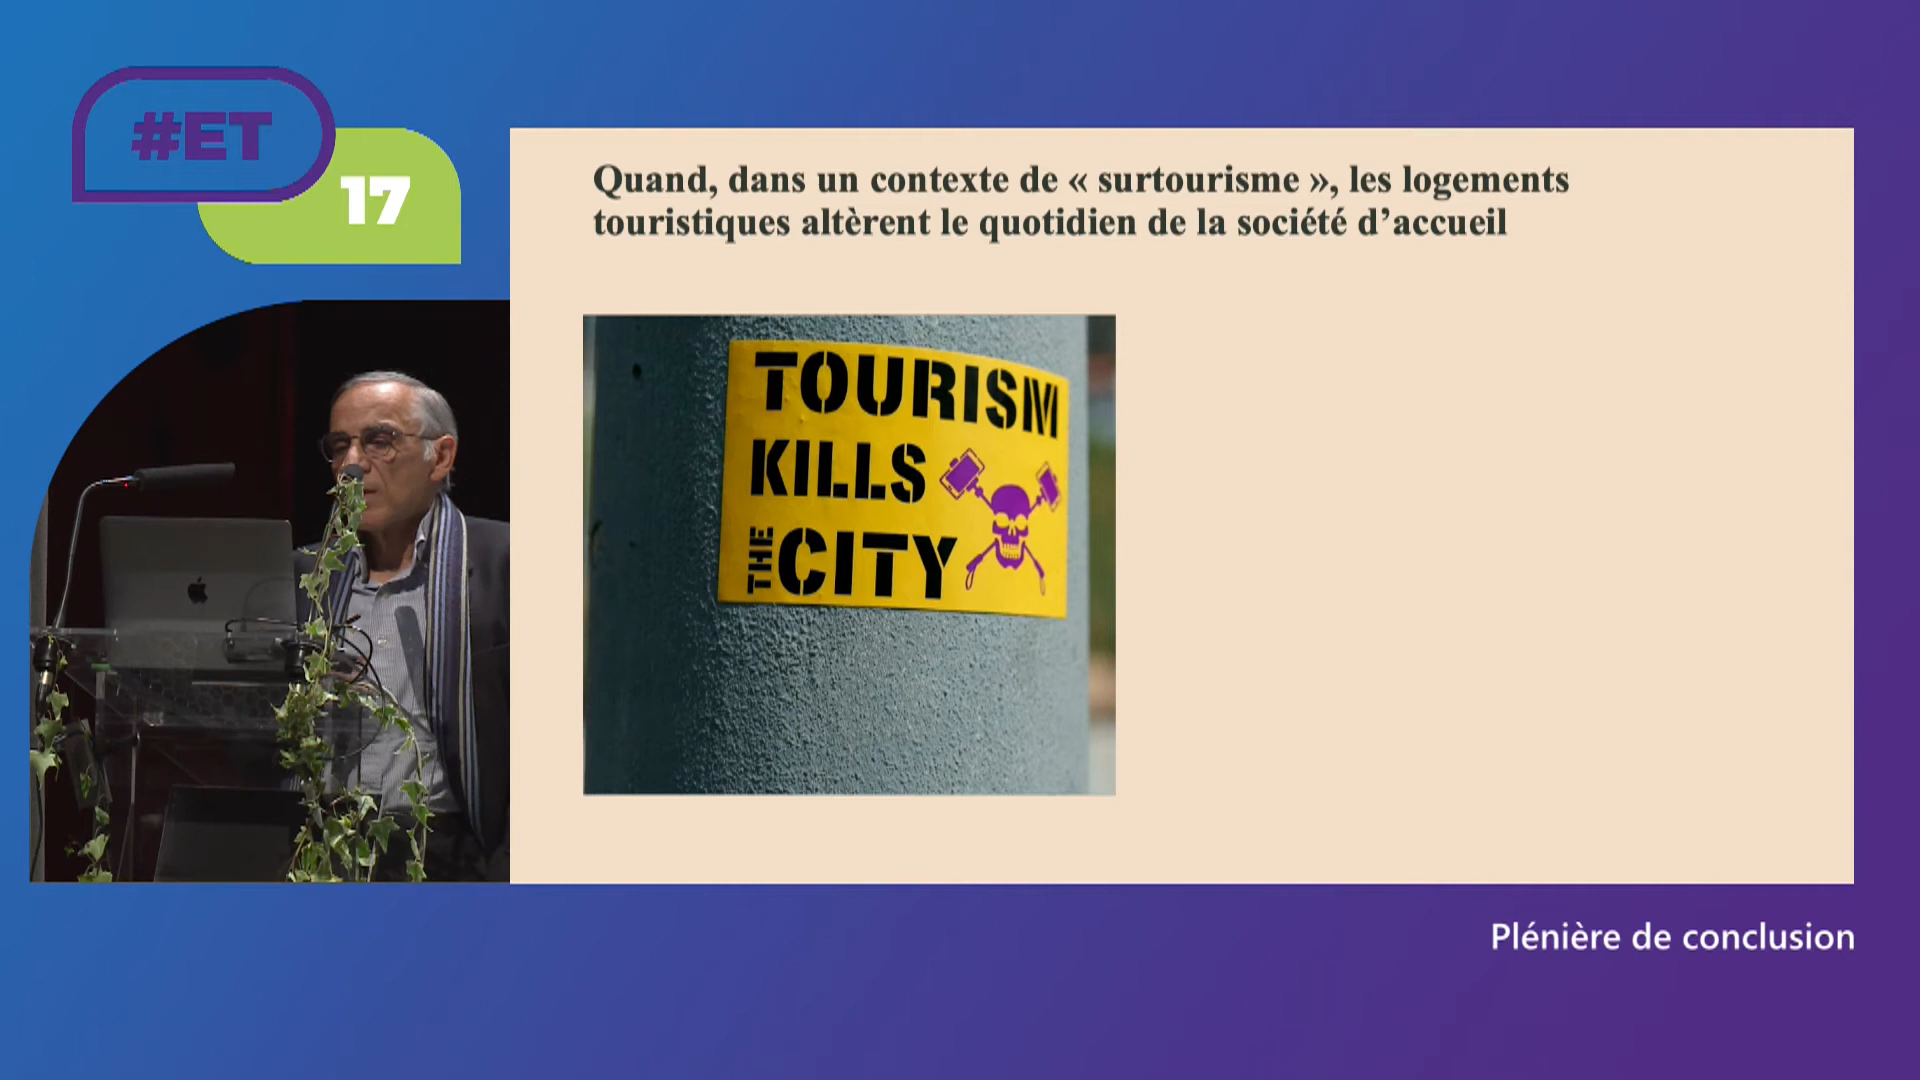 #ET
17
Quand, dans un contexte de « surtourisme », les logements
touristiques altèrent le quotidien de la société d’accueil
TOURISM
KILLS
THE CITY
Plénière de conclusion